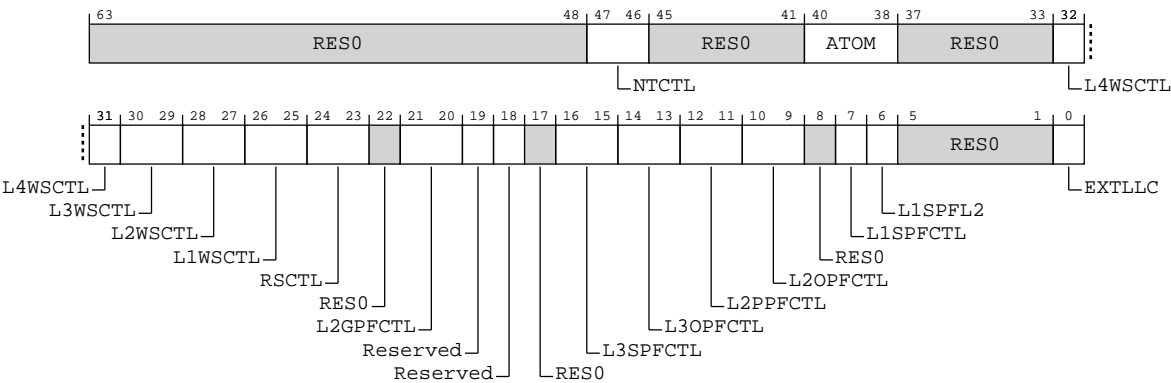 63 48 47 46 45 41 40 38 37 33 32
RES0 RES0 ATOM RES0
NTCTL L4WSCTL
31 30 29 28 27 26 25 24 23 22 21 20 19 18 17 16 15 14 13 12 11 10 9 8 7 6 5 1 0
RES0
L4WSCTL EXTLLC
L3WSCTL L1SPFL2
L2WSCTL L1SPFCTL
L1WSCTL RES0
RSCTL L2OPFCTL
RES0 L2PPFCTL
L2GPFCTL L3OPFCTL
Reserved L3SPFCTL
Reserved RES0